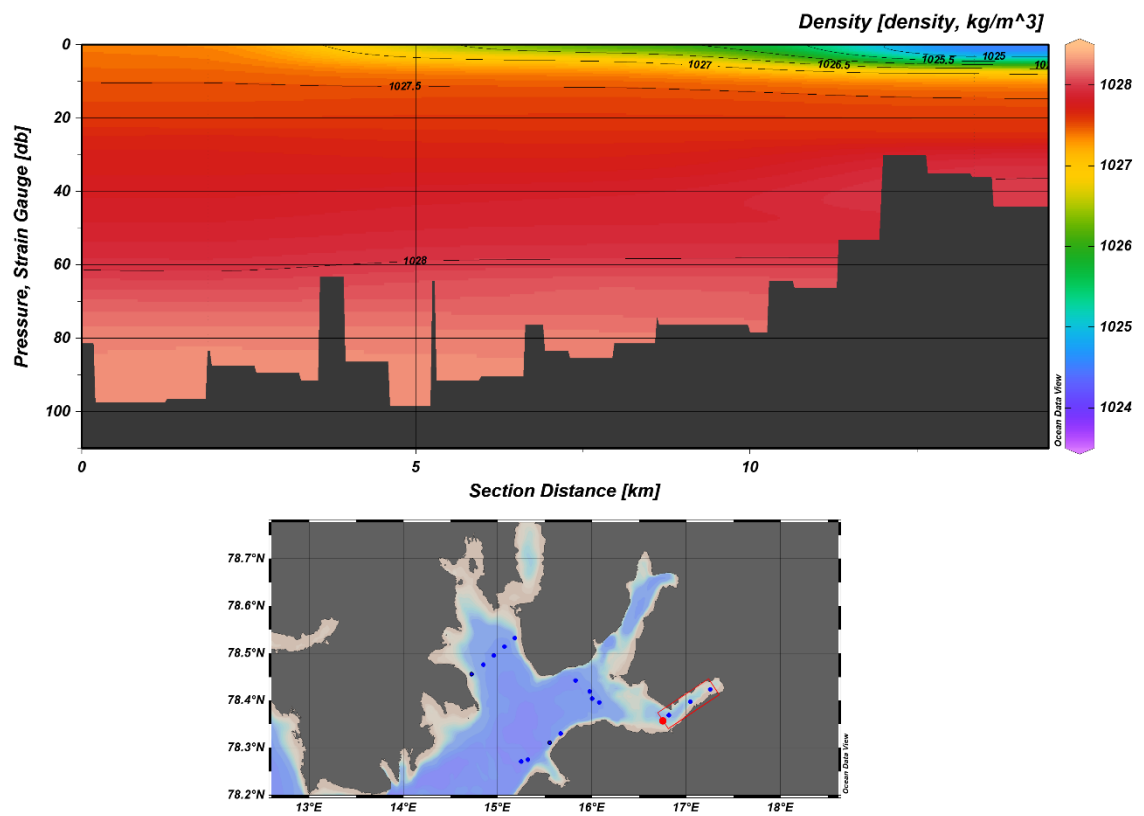 Density [density, kg/m^3]
0
20
40
60
80
100
Pressure, Strain Gauge [db]
1027.5
1028
1027
1026.5
1025.5
1025
0
5
10
Section Distance [km]
Ocean Data View
1028
1027
1026
1025
1024
78.7°N
78.6°N
78.5°N
78.4°N
78.3°N
78.2°N
13°E
14°E
15°E
16°E
17°E
18°E
Ocean Data View